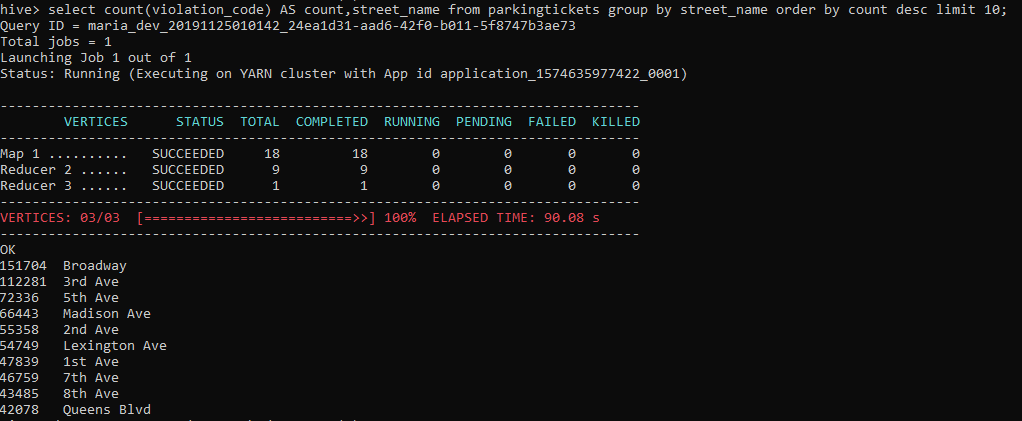 hive> select count(violation_code) AS count,street_name from parkingtickets group by street_name order by count desc limit 10;
Query ID = maria_dev_20191125010142_24ea1d31-aad6-42f0-b011-5f8747b3ae73
Total jobs = 1
Launching Job 1 out of 1
Status: Running (Executing on YARN cluster with App id application_1574635977422_0001)
--------------------------------------------------------------------------------
VERTICES STATUS TOTAL COMPLETED RUNNING PENDING FAILED KILLED
--------------------------------------------------------------------------------
Map 1 .......... SUCCEEDED 18 18 0 0 0 0
Reducer 2 ...... SUCCEEDED 9 9 0 0 0 0
Reducer 3 ...... SUCCEEDED 1 1 0 0 0 0
--------------------------------------------------------------------------------
VERTICES: 03/03 [==========================>>] 100% ELAPSED TIME: 90.08 s
--------------------------------------------------------------------------------
OK
151704 Broadway
112281 3rd Ave
72336 5th Ave
66443 Madison Ave
55358 2nd Ave
54749 Lexington Ave
47839 1st Ave
46759 7th Ave
43485 8th Ave
42078 Queens Blvd